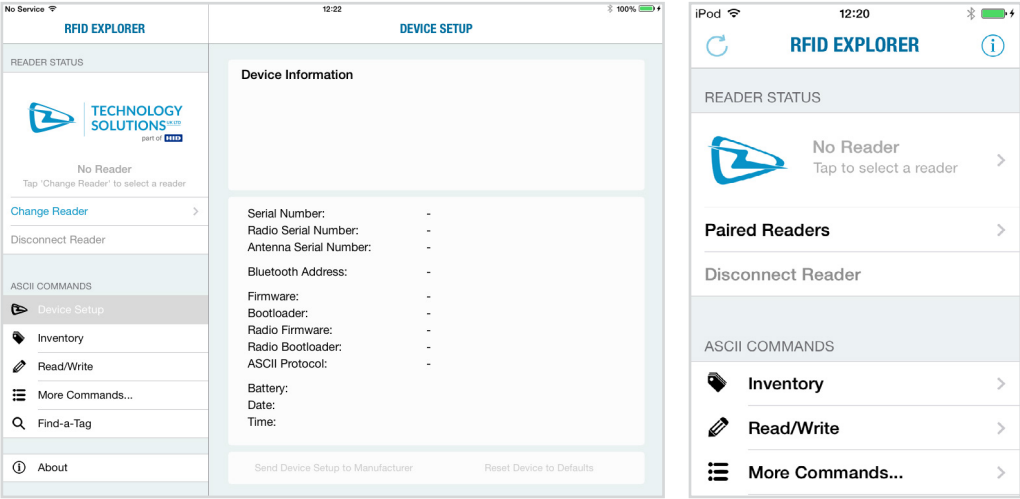 No Service 12:22 100%
RFID EXPLORER DEVICE SETUP
READER STATUS
TECHNOLOGY
SOLUTIONS UK LTD
part of HID
No Reader
Tap 'Change Reader' to select a reader
Change Reader
Disconnect Reader
ASCII COMMANDS
Device Setup
Inventory
Read/Write
More Commands...
Find-a-Tag
About
Device Information
Serial Number: -
Radio Serial Number: -
Antenna Serial Number: -
Bluetooth Address: -
Firmware: -
Bootloader: -
Radio Firmware: -
Radio Bootloader: -
ASCII Protocol: -
Battery:
Date:
Time:
Send Device Setup to Manufacturer Reset Device to Defaults
iPod 12:20
RFID EXPLORER
READER STATUS
No Reader
Tap to select a reader
Paired Readers
Disconnect Reader
ASCII COMMANDS
Inventory
Read/Write
More Commands...